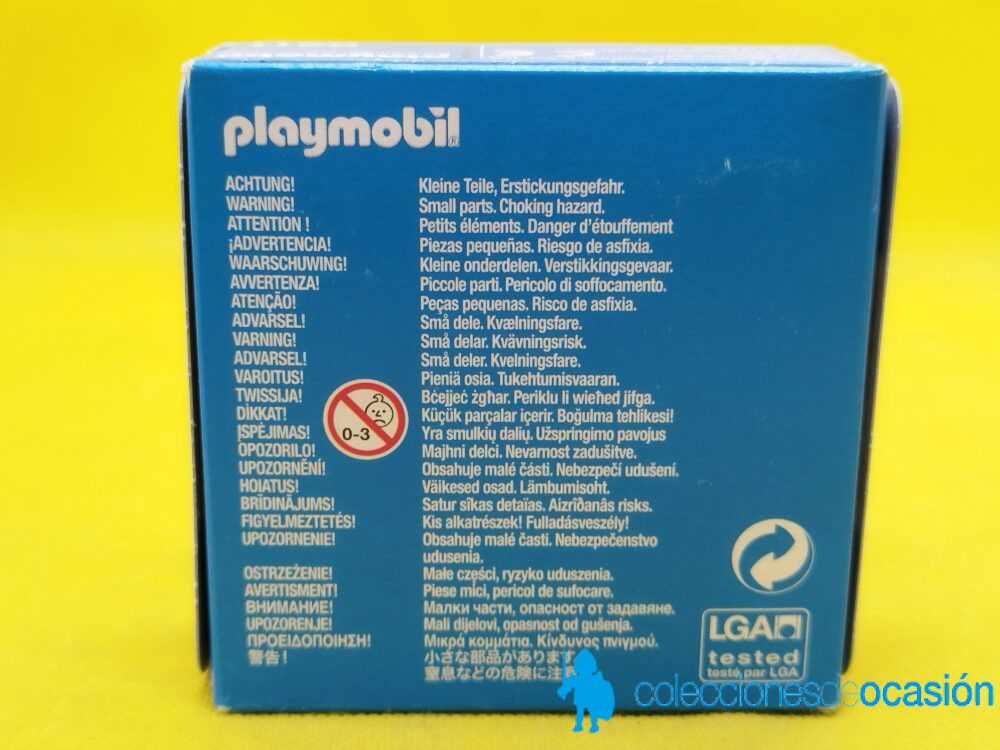 playmobil®
ACHTUNG! Kleine Teile, Erstickungsgefahr.
WARNING! Small parts. Choking hazard.
ATTENTION ! Petits éléments. Danger d'étouffement
¡ADVERTENCIA! Piezas pequeñas. Riesgo de asfixia.
WAARSCHUWING! Kleine onderdelen. Verstikkingsgevaar.
AVVERTENZA! Piccole parti. Pericolo di soffocamento.
ATENÇÃO! Peças pequenas. Risco de asfixia.
ADVARSEL! Små dele. Kvælningsfare.
VARNING! Små delar. Kvävningsrisk.
ADVARSEL! Små deler. Kvelningsfare.
VAROITUS! Pieniä osia. Tukehtumisvaaran.
TWISSIJA! Bċejjeċ żgħar. Periklu li wieħed jifga.
DİKKAT! Küçük parçalar içerir. Boğulma tehlikesi!
ĮSPĖJIMAS! Yra smulkių dalių. Užspringimo pavojus
OPOZORILO! Majhni delci. Nevarnost zadušitve.
UPOZORNĚNÍ! Obsahuje malé části. Nebezpečí udušení.
HOIATUS! Väikesed osad. Lämbumisoht.
BRĪDINĀJUMS! Satur sîkas detaïas. Aizrîðanâs risks.
FIGYELMEZTETÉS! Kis alkatrészek! Fulladásveszély!
UPOZORNENIE! Obsahuje malé časti. Nebezpečenstvo
udusenia.
OSTRZEŻENIE! Małe części, ryzyko uduszenia.
AVERTISMENT! Piese mici, pericol de sufocare.
ВНИМАНИЕ! Малки части, опасност от задавяне.
UPOZORENJE! Mali dijelovi, opasnost od gušenja.
ΠΡΟΕΙΔΟΠΟΙΗΣΗ! Μικρά κομμάτια. Κίνδυνος πνιγμού.
警告! 小さな部品があります
窒息などの危険に注
0-3
LGA
tested
testé par LGA
coleccionesdeocasión